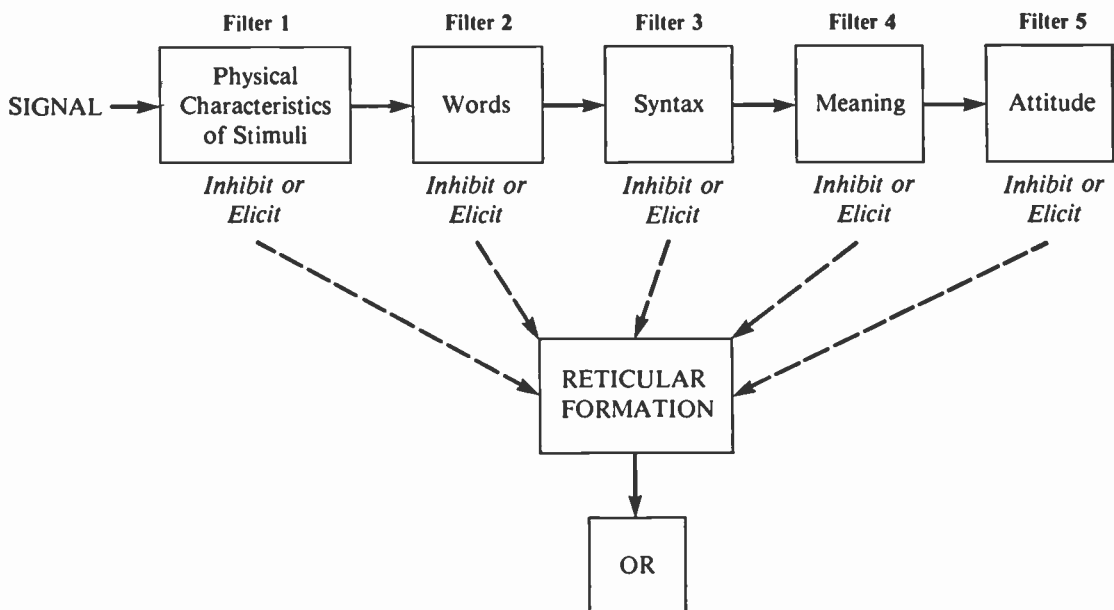 Filter 1
Filter 2
Filter 3
Filter 4
Filter 5
SIGNAL
Physical
Characteristics
of Stimuli
Words
Syntax
Meaning
Attitude
Inhibit or
Elicit
Inhibit or
Elicit
Inhibit or
Elicit
Inhibit or
Elicit
Inhibit or
Elicit
RETICULAR
FORMATION
OR